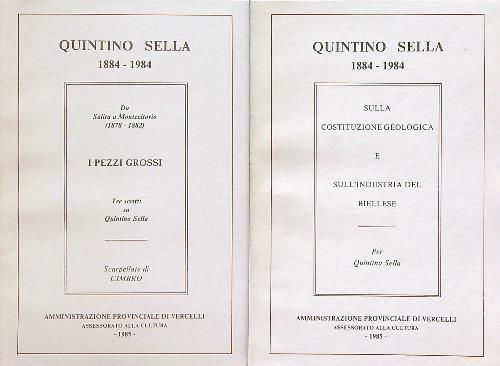 QUINTINO SELLA
1884 - 1984
Da
Salita a Montecitorio
(1878 - 1882)
I PEZZI GROSSI
Tre scritti
su
Quintino Sella
Scarpellate di
CIMBRO
AMMINISTRAZIONE PROVINCIALE DI VERCELLI
ASSESSORATO ALLA CULTURA
- 1985 -
QUINTINO SELLA
1884 - 1984
SULLA
COSTITUZIONE GEOLOGICA
E
SULL'INDUSTRIA DEL
BIELLESE
Per
Quintino Sella
AMMINISTRAZIONE PROVINCIALE DI VERCELLI
ASSESSORATO ALLA CULTURA
- 1985 -